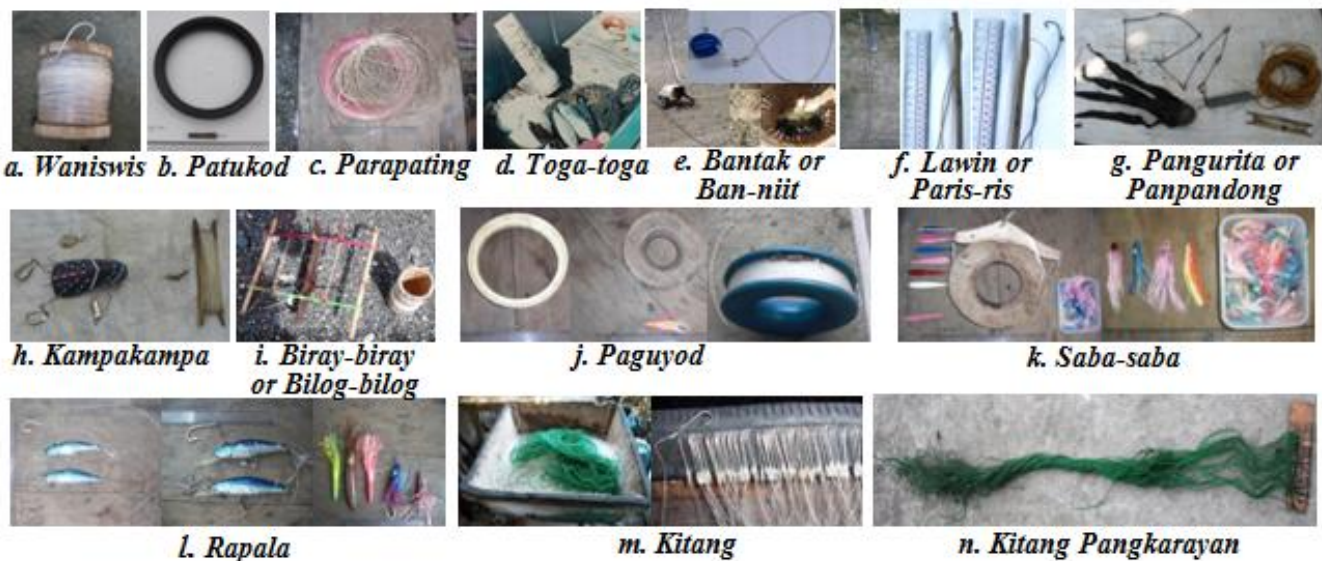 a. Waniswis
b. Patukod
c. Parapating
d. Toga-toga
e. Bantak or
Ban-niit
f. Lawin or
Paris-ris
g. Pangurita or
Panpandong
h. Kampakampa
i. Biray-biray
or Bilog-bilog
j. Paguyod
k. Saba-saba
l. Rapala
m. Kitang
n. Kitang Pangkarayan